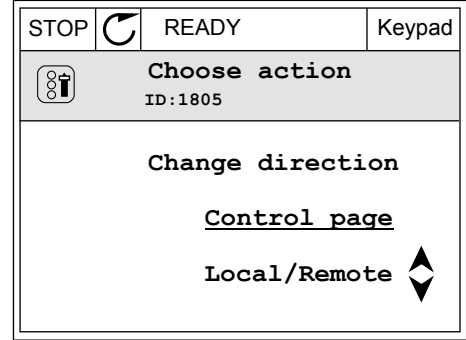 STOP READY Keypad
Choose action
ID:1805
Change direction
Control page
Local/Remote